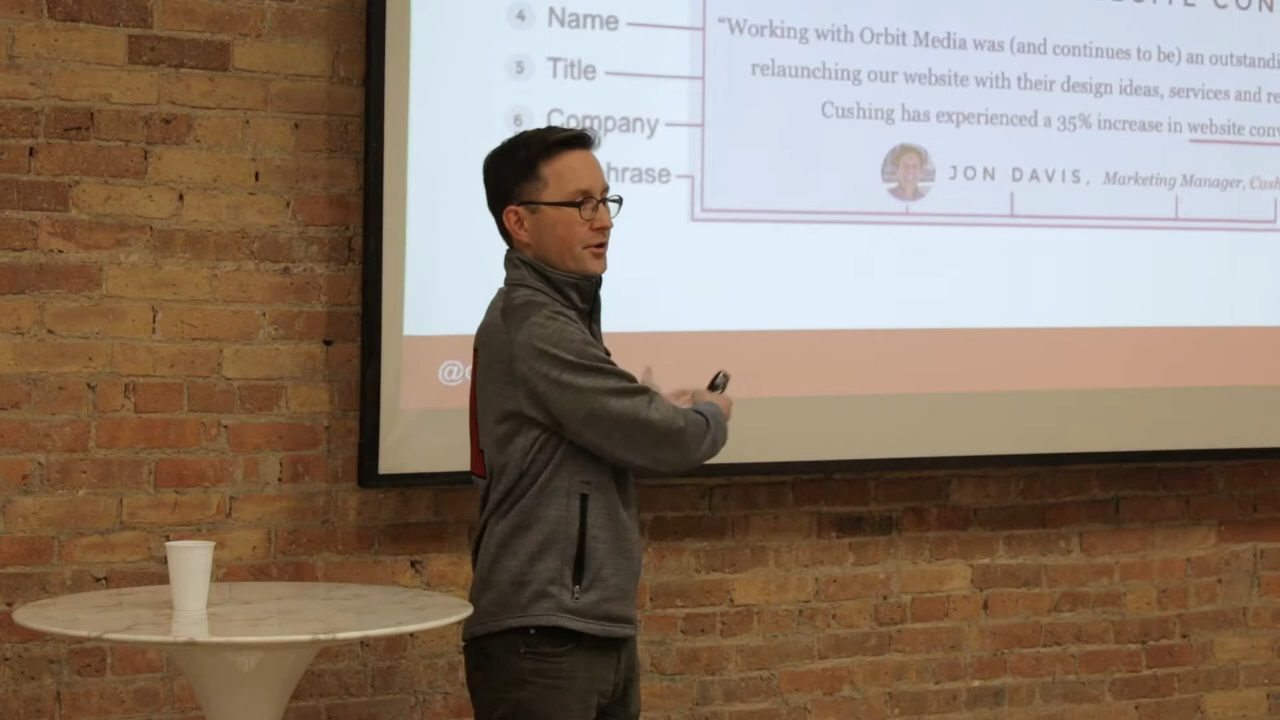 4 Name
5 Title
6 Company
hrase
"Working with Orbit Media was (and continues to be) an outstandi
relaunching our website with their design ideas, services and re
Cushing has experienced a 35% increase in website conv
JON DAVIS, Marketing Manager, Cush
@